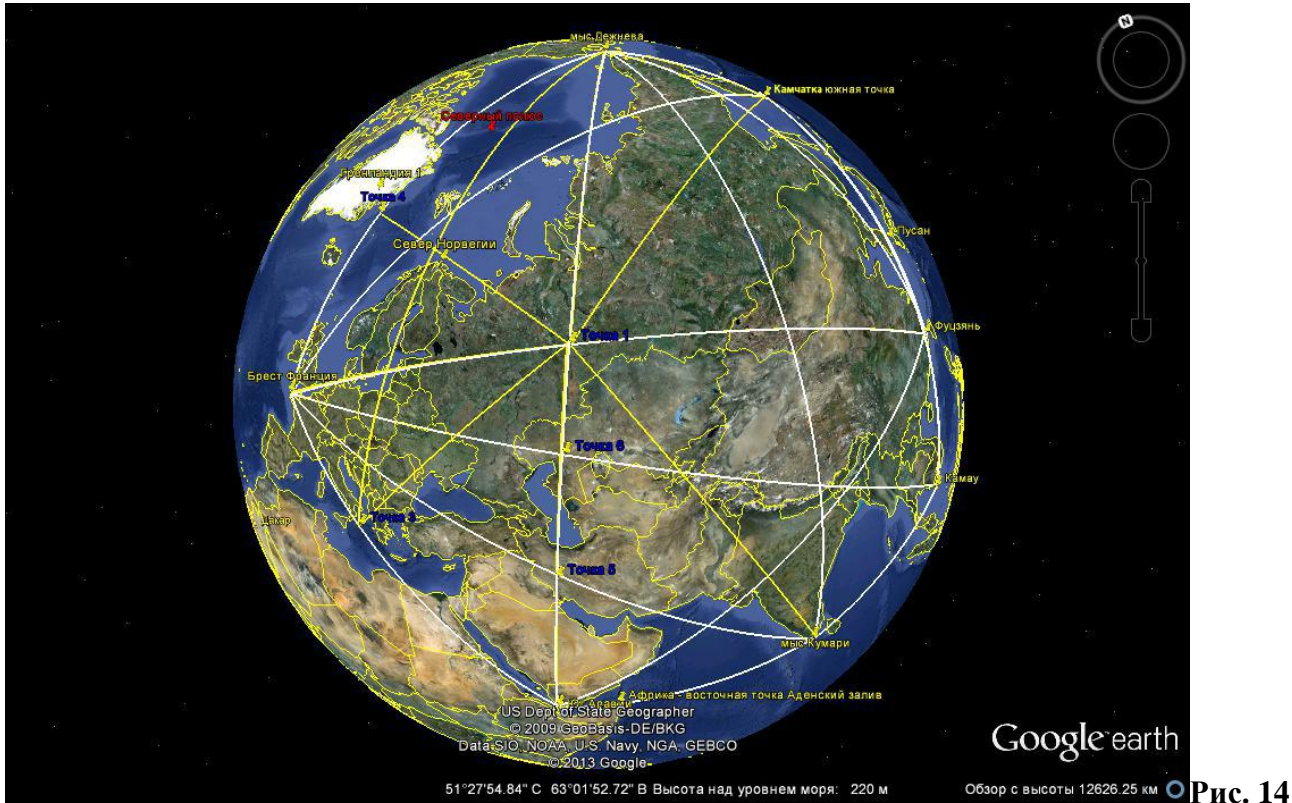 мыс Дежнева
Камчатка южная точка
Северный полюс
Гренландия 1
Точка 4
Пусан
Север Норвегии
Фуцзянь
Точка 1
Брест Франция
Точка 6
Камау
Дакар
Точка 3
Точка 5
мыс Кумари
Африка - восточная точка Аденский залив
Юг Аравии
US Dept of State Geographer
© 2009 GeoBasis-DE/BKG
Data SIO, NOAA, U.S. Navy, NGA, GEBCO
© 2013 Google
Google earth
51°27'54.84" С 63°01'52.72" В Высота над уровнем моря: 220 м Обзор с высоты 12626.25 км
Рис. 14
N